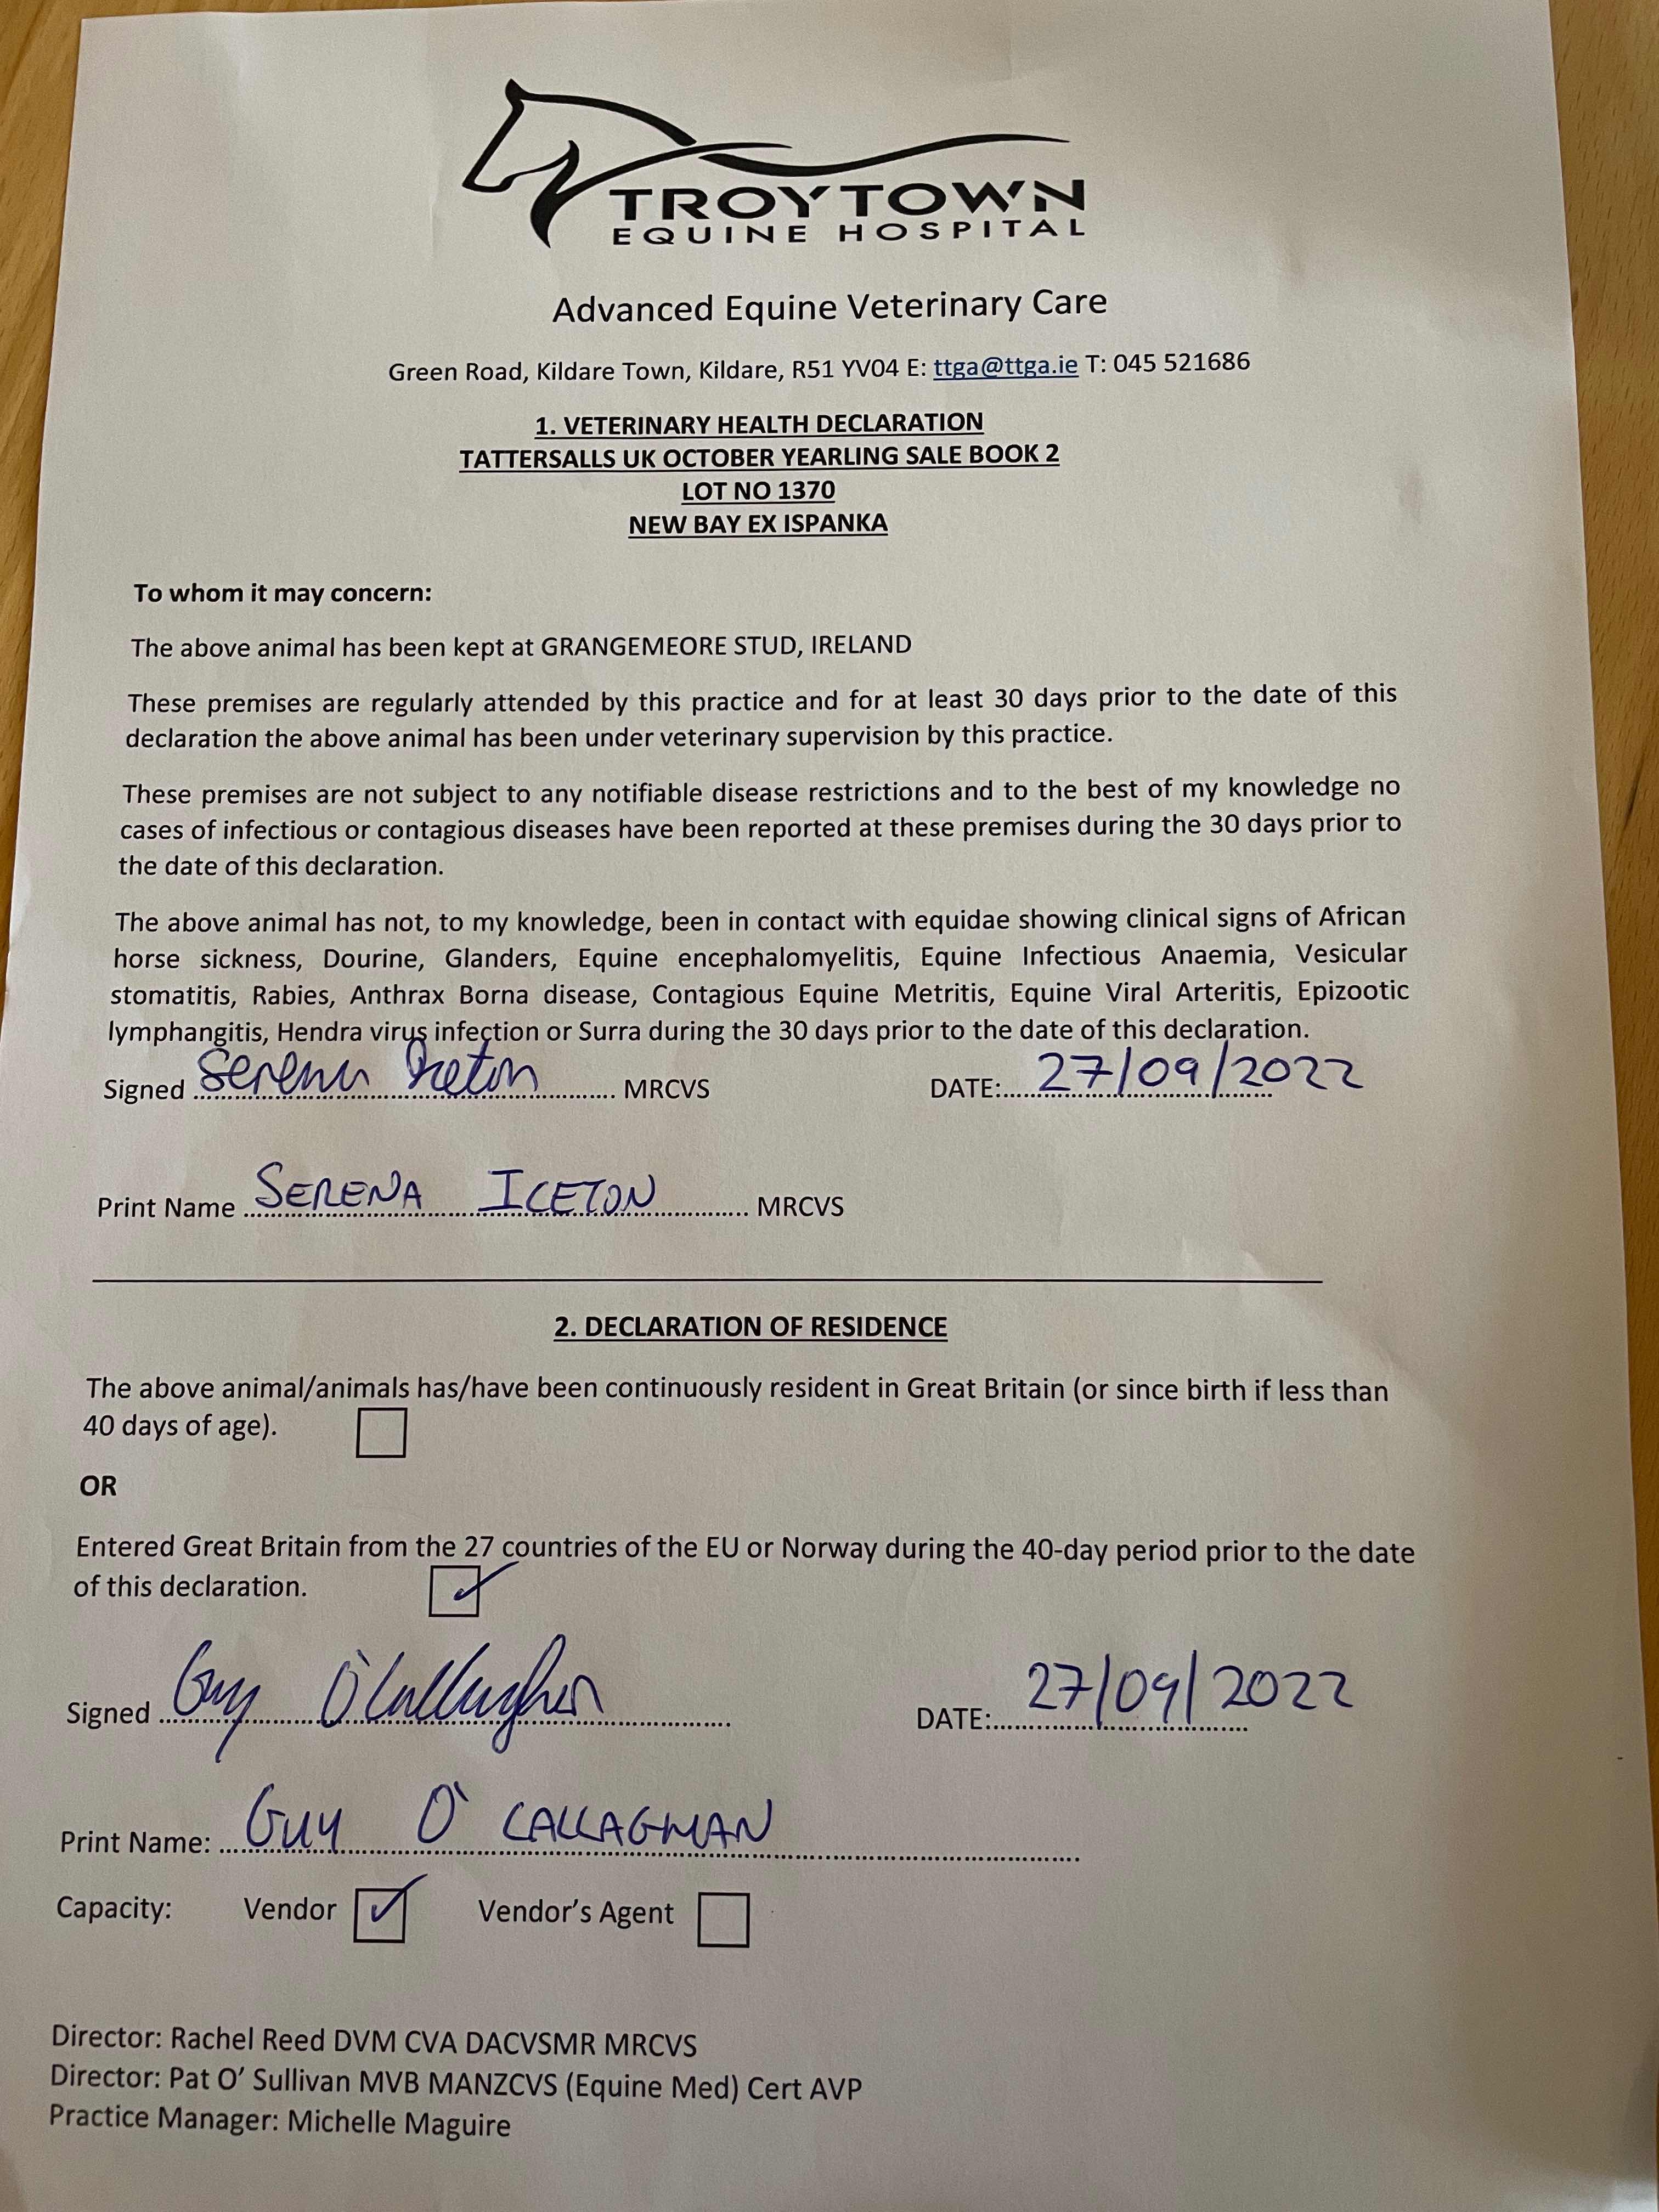 TROYTOWN
EQUINE HOSPITAL
Advanced Equine Veterinary Care
Green Road, Kildare Town, Kildare, R51 YV04 E: ttga@ttga.ie T: 045 521686
1. VETERINARY HEALTH DECLARATION
TATTERSALLS UK OCTOBER YEARLING SALE BOOK 2
LOT NO 1370
NEW BAY EX ISPANKA
To whom it may concern:
The above animal has been kept at GRANGEMEORE STUD, IRELAND
These premises are regularly attended by this practice and for at least 30 days prior to the date of this
declaration the above animal has been under veterinary supervision by this practice.
These premises are not subject to any notifiable disease restrictions and to the best of my knowledge no
cases of infectious or contagious diseases have been reported at these premises during the 30 days prior to
the date of this declaration.
The above animal has not, to my knowledge, been in contact with equidae showing clinical signs of African
horse sickness, Dourine, Glanders, Equine encephalomyelitis, Equine Infectious Anaemia, Vesicular
stomatitis, Rabies, Anthrax Borna disease, Contagious Equine Metritis, Equine Viral Arteritis, Epizootic
lymphangitis, Hendra virus infection or Surra during the 30 days prior to the date of this declaration.
Signed Serena Iceton MRCVS DATE: 27/09/2022
Print Name SERENA ICETON MRCVS
2. DECLARATION OF RESIDENCE
The above animal/animals has/have been continuously resident in Great Britain (or since birth if less than
40 days of age).
OR
Entered Great Britain from the 27 countries of the EU or Norway during the 40-day period prior to the date
of this declaration. ✓
Signed Guy O'Callaghan DATE: 27/09/2022
Print Name: GUY O' CALLAGHAN
Capacity: Vendor ✓ Vendor's Agent
Director: Rachel Reed DVM CVA DACVSMR MRCVS
Director: Pat O' Sullivan MVB MANZCVS (Equine Med) Cert AVP
Practice Manager: Michelle Maguire